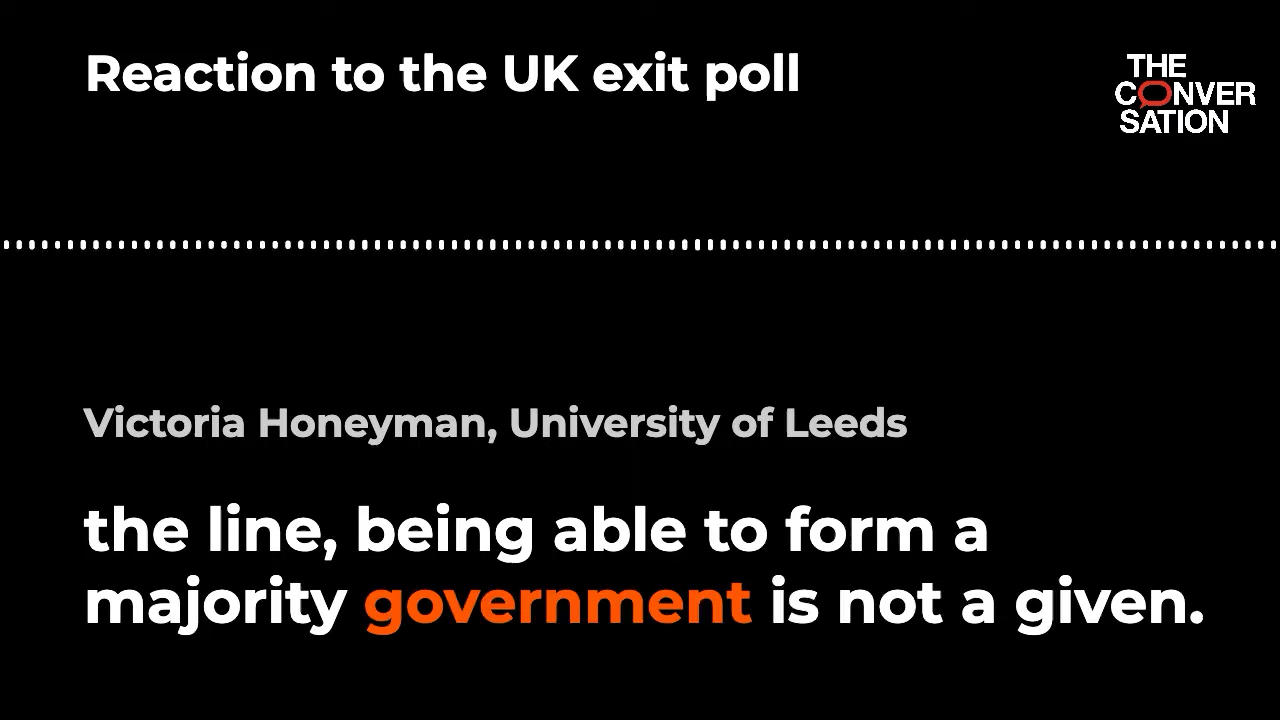 Reaction to the UK exit poll
THE
CONVER
SATION
Victoria Honeyman, University of Leeds
the line, being able to form a
majority government is not a given.